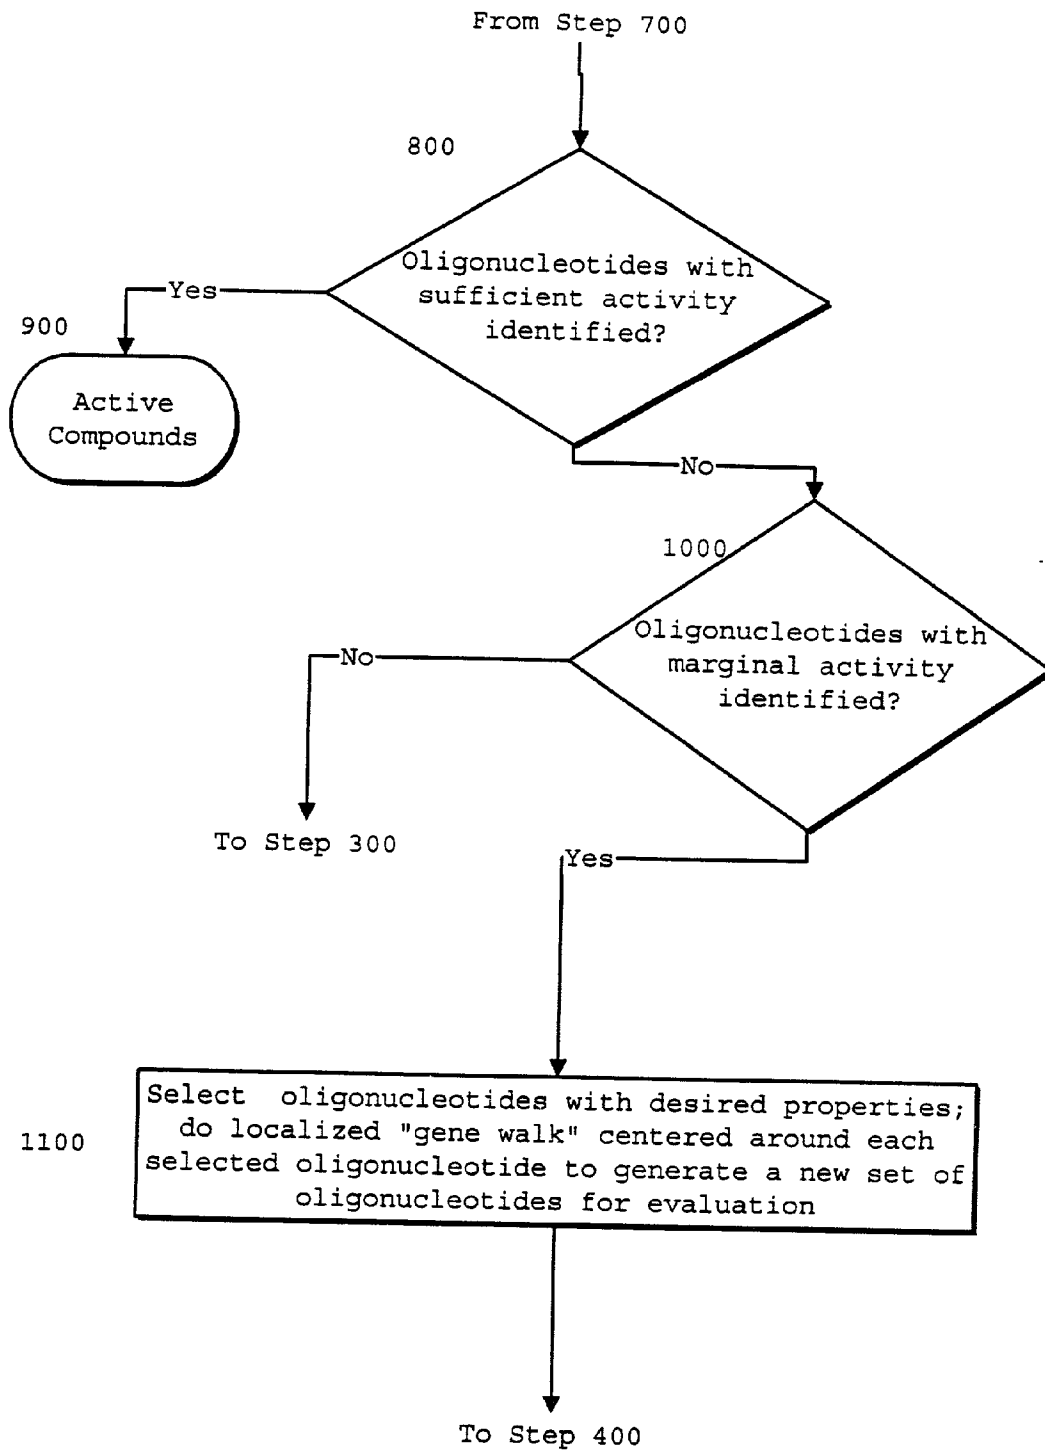 From Step 700
800
Oligonucleotides with
sufficient activity
identified?
Yes
900
Active
Compounds
No
1000
Oligonucleotides with
marginal activity
identified?
No
To Step 300
Yes
1100
Select oligonucleotides with desired properties;
do localized "gene walk" centered around each
selected oligonucleotide to generate a new set of
oligonucleotides for evaluation
To Step 400